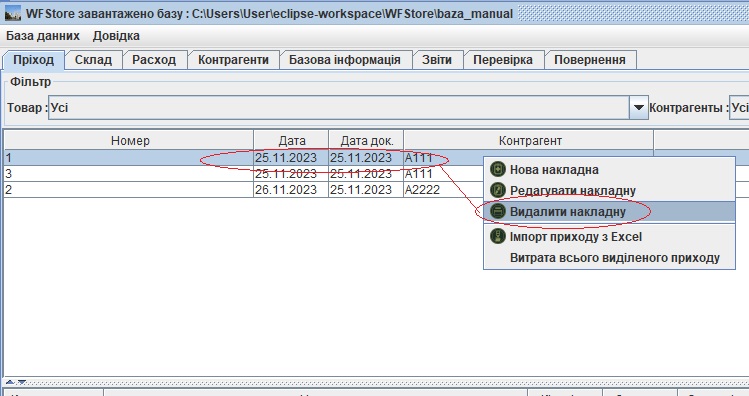 WFStore завантажено базу : C:\Users\User\eclipse-workspace\WFStore\baza_manual
База данних Довідка
Пріход Склад Расход Контрагенти Базова інформація Звіти Перевірка Повернення
Фільтр
Товар : Усі Контрагенты : Усі
Номер Дата Дата док. Контрагент
1 25.11.2023 25.11.2023 A111
3 25.11.2023 25.11.2023 A111
2 26.11.2023 25.11.2023 A2222
Нова накладна
Редагувати накладну
Видалити накладну
Імпорт приходу з Excel
Витрата всього виділеного приходу